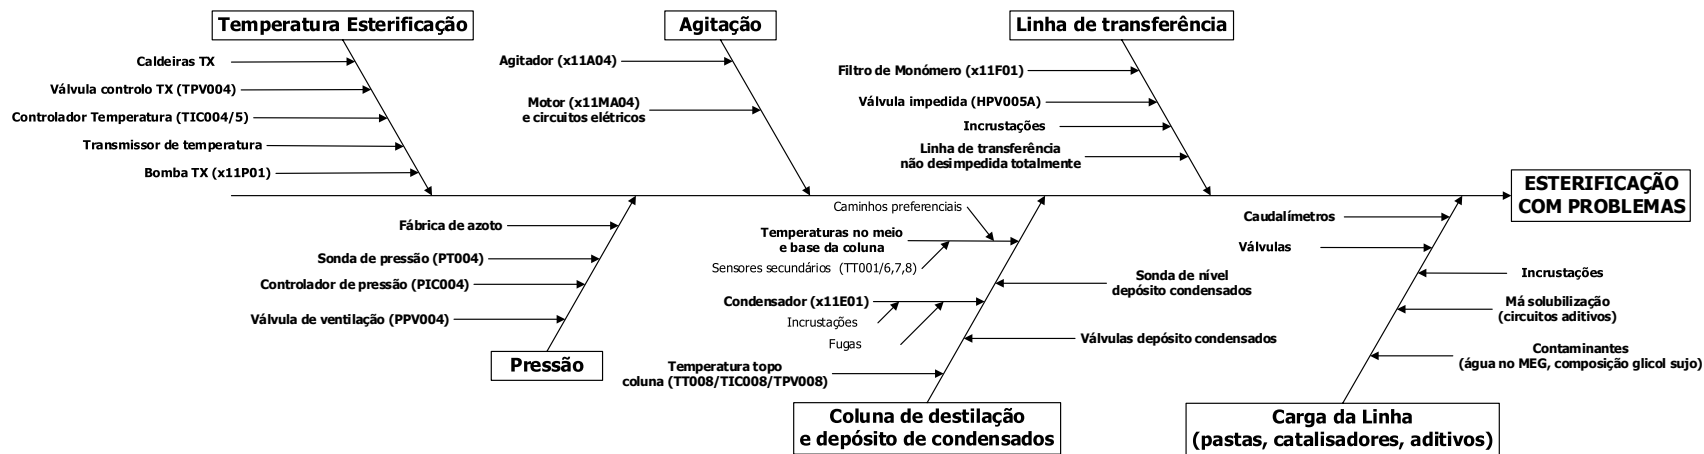 Temperatura Esterificação
Agitação
Linha de transferência
Caldeiras TX
Válvula controlo TX (TPV004)
Controlador Temperatura (TIC004/5)
Transmissor de temperatura
Bomba TX (x11P01)
Agitador (x11A04)
Motor (x11MA04)
e circuitos elétricos
Filtro de Monómero (x11F01)
Válvula impedida (HPV005A)
Incrustações
Linha de transferência
não desimpedida totalmente
ESTERIFICAÇÃO
COM PROBLEMAS
Fábrica de azoto
Sonda de pressão (PT004)
Controlador de pressão (PIC004)
Válvula de ventilação (PPV004)
Pressão
Caminhos preferenciais
Temperaturas no meio
e base da coluna
Sensores secundários (TT001/6,7,8)
Condensador (x11E01)
Incrustações
Fugas
Temperatura topo
coluna (TT008/TIC008/TPV008)
Sonda de nível
depósito condensados
Válvulas depósito condensados
Coluna de destilação
e depósito de condensados
Caudalímetros
Válvulas
Incrustações
Má solubilização
(circuitos aditivos)
Contaminantes
(água no MEG, composição glicol sujo)
Carga da Linha
(pastas, catalisadores, aditivos)